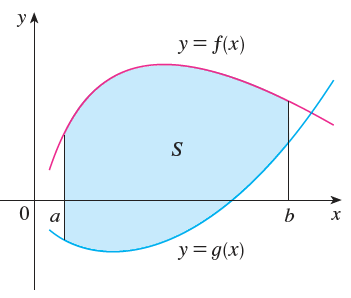 y
y = f(x)
S
0 a b x
y = g(x)